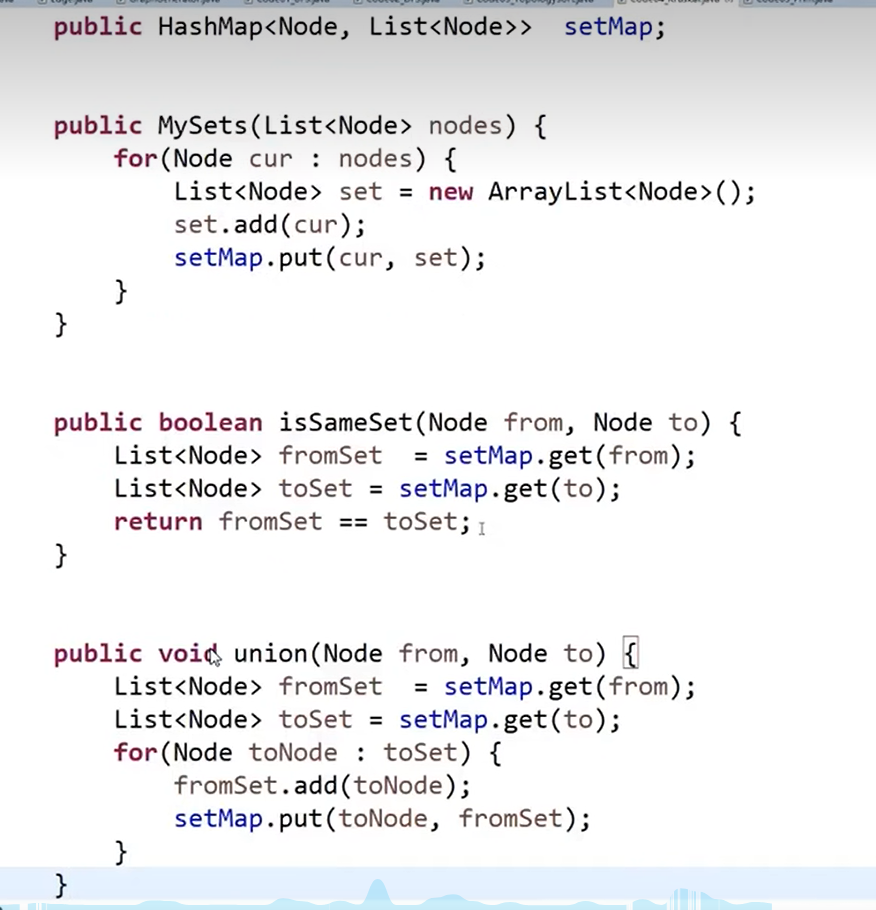 public HashMap<Node, List<Node>>  setMap;
public MySets(List<Node> nodes) {
for(Node cur : nodes) {
List<Node> set = new ArrayList<Node>();
set.add(cur);
setMap.put(cur, set);
}
}
public boolean isSameSet(Node from, Node to) {
List<Node> fromSet  = setMap.get(from);
List<Node> toSet = setMap.get(to);
return fromSet == toSet;
}
public void union(Node from, Node to) {
List<Node> fromSet  = setMap.get(from);
List<Node> toSet = setMap.get(to);
for(Node toNode : toSet) {
fromSet.add(toNode);
setMap.put(toNode, fromSet);
}
}